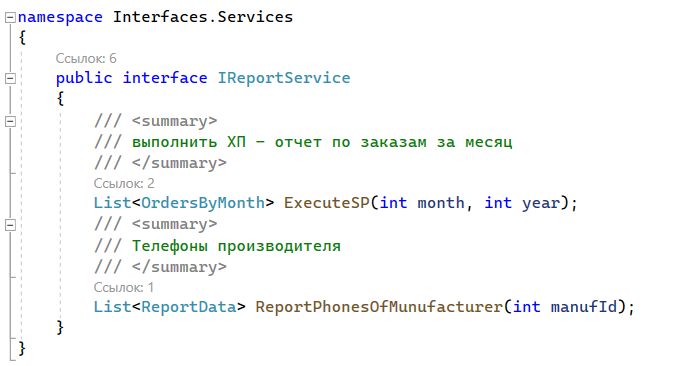 namespace Interfaces.Services
{
Ссылок: 6
public interface IReportService
{
/// <summary>
/// выполнить ХП - отчет по заказам за месяц
/// </summary>
Ссылок: 2
List<OrdersByMonth> ExecuteSP(int month, int year);
/// <summary>
/// Телефоны производителя
/// </summary>
Ссылок: 1
List<ReportData> ReportPhonesOfMunufacturer(int manufId);
}
}